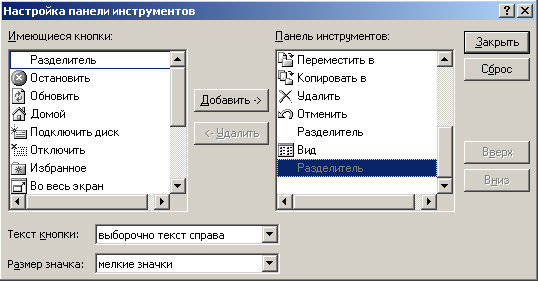 Настройка панели инструментов
Имеющиеся кнопки:
Разделитель
Остановить
Обновить
Домой
Подключить диск
Отключить
Избранное
Во весь экран
Добавить ->
<- Удалить
Панель инструментов:
Переместить в
Копировать в
Удалить
Отменить
Разделитель
Вид
Разделитель
Закрыть
Сброс
Вверх
Вниз
Текст кнопки: выборочно текст справа
Размер значка: мелкие значки